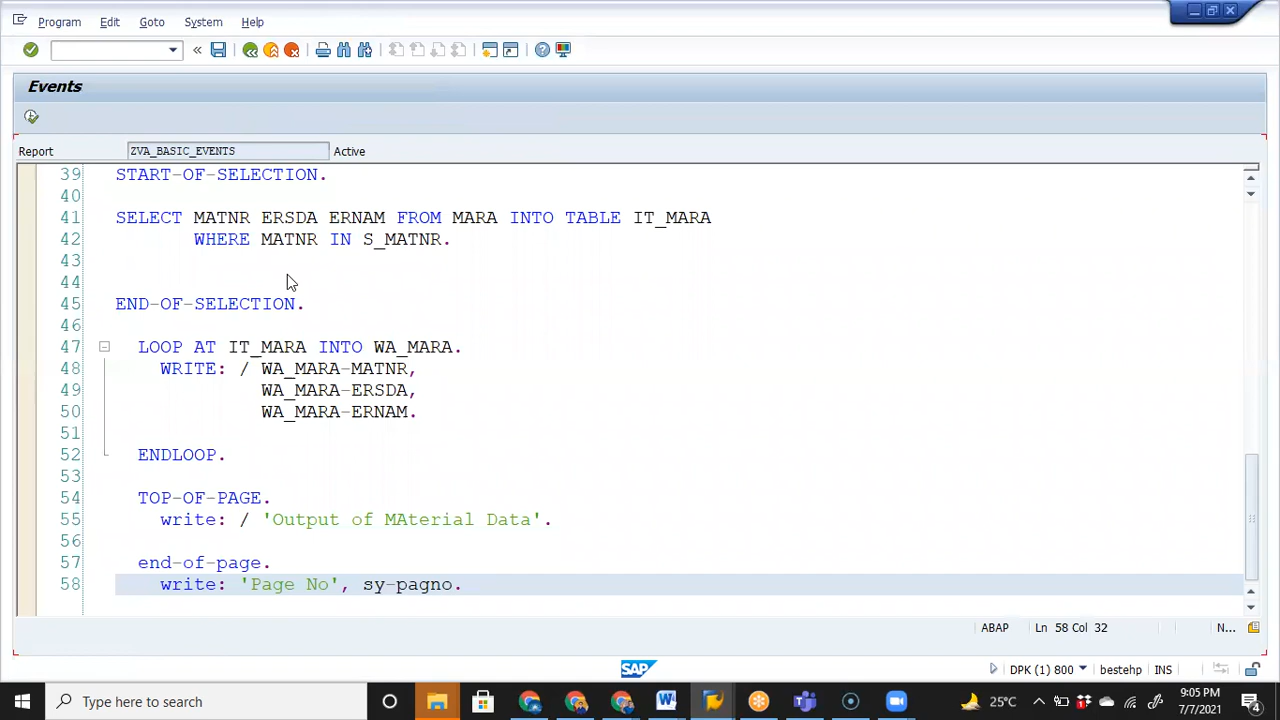 Program Edit Goto System Help
Events
Report ZVA_BASIC_EVENTS Active
39 START-OF-SELECTION.
40
41 SELECT MATNR ERSDA ERNAM FROM MARA INTO TABLE IT_MARA
42 WHERE MATNR IN S_MATNR.
43
44
45 END-OF-SELECTION.
46
47 LOOP AT IT_MARA INTO WA_MARA.
48 WRITE: / WA_MARA-MATNR,
49 WA_MARA-ERSDA,
50 WA_MARA-ERNAM.
51
52 ENDLOOP.
53
54 TOP-OF-PAGE.
55 write: / 'Output of MAterial Data'.
56
57 end-of-page.
58 write: 'Page No', sy-pagno.
ABAP Ln 58 Col 32 N...
SAP DPK (1) 800 bestehp INS
Type here to search 25°C 9:05 PM
7/7/2021 4